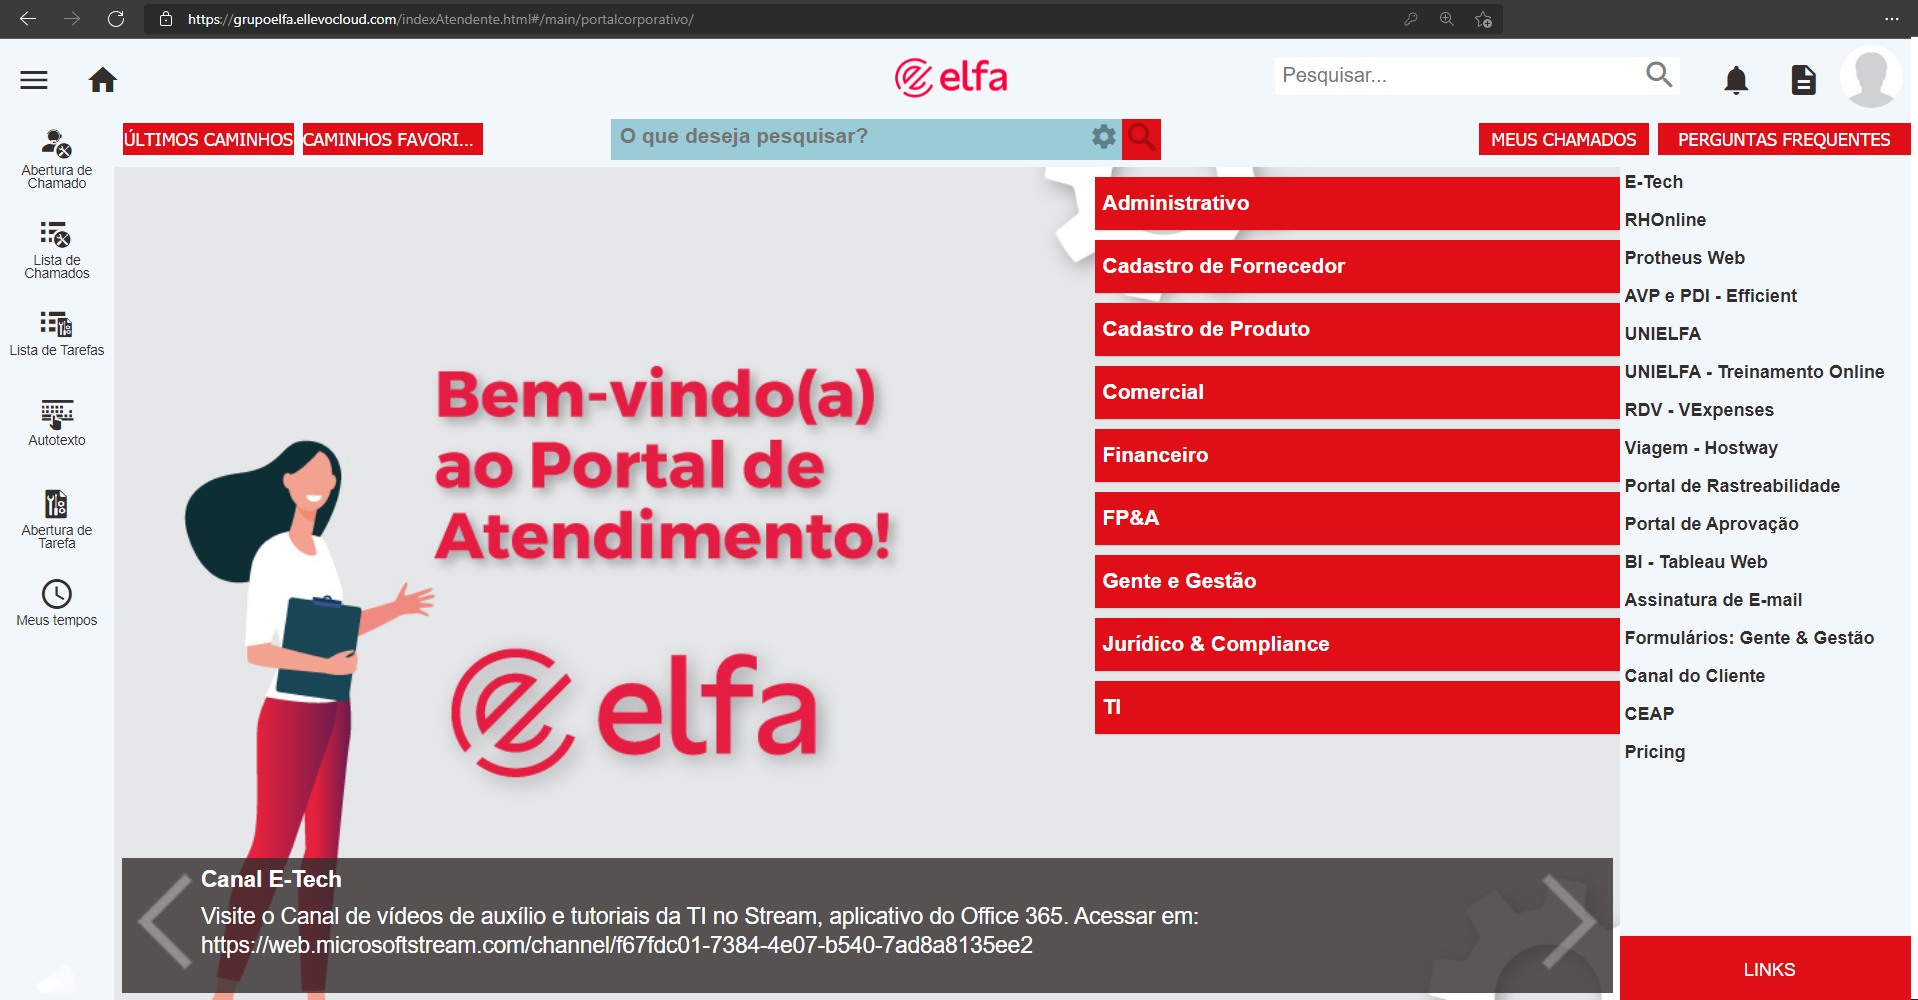 https://grupoelfa.ellevocloud.com/indexAtendente.html#/main/portalcorporativo/
elfa
Pesquisar...
ÚLTIMOS CAMINHOS
CAMINHOS FAVORI...
O que deseja pesquisar?
MEUS CHAMADOS
PERGUNTAS FREQUENTES
Abertura de
Chamado
Lista de
Chamados
Lista de Tarefas
Autotexto
Abertura de
Tarefa
Meus tempos
Bem-vindo(a)
ao Portal de
Atendimento!
elfa
Administrativo
Cadastro de Fornecedor
Cadastro de Produto
Comercial
Financeiro
FP&A
Gente e Gestão
Jurídico & Compliance
TI
E-Tech
RHOnline
Protheus Web
AVP e PDI - Efficient
UNIELFA
UNIELFA - Treinamento Online
RDV - VExpenses
Viagem - Hostway
Portal de Rastreabilidade
Portal de Aprovação
BI - Tableau Web
Assinatura de E-mail
Formulários: Gente & Gestão
Canal do Cliente
CEAP
Pricing
Canal E-Tech
Visite o Canal de vídeos de auxílio e tutoriais da TI no Stream, aplicativo do Office 365. Acessar em:
https://web.microsoftstream.com/channel/f67fdc01-7384-4e07-b540-7ad8a8135ee2
LINKS